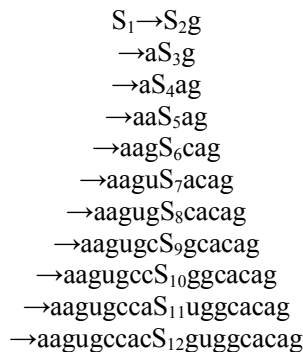 S₁→S₂g
→aS₃g
→aS₄ag
→aaS₅ag
→aagS₆cag
→aaguS₇acag
→aagugS₈cacag
→aagugcS₉gcacag
→aagugccS₁₀ggcacag
→aagugccaS₁₁uggcacag
→aagugccacS₁₂guggcacag